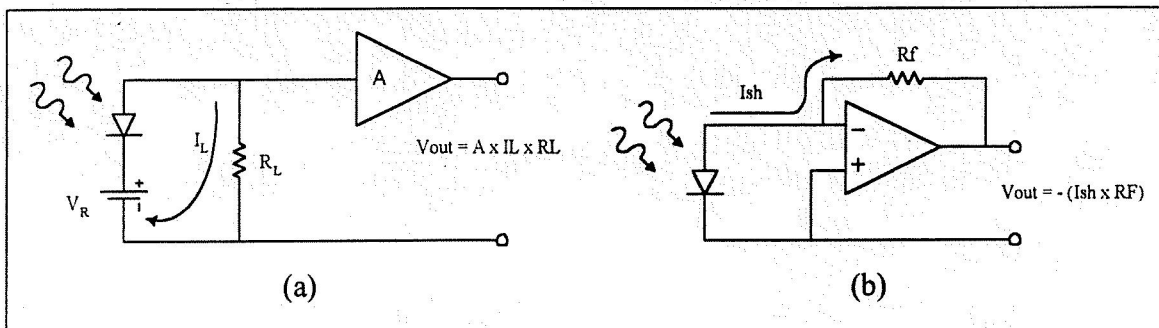 A
I_L
R_L
+
V_R
-
Vout = A x IL x RL
(a)
Rf
Ish
-
+
Vout = - (Ish x RF)
(b)